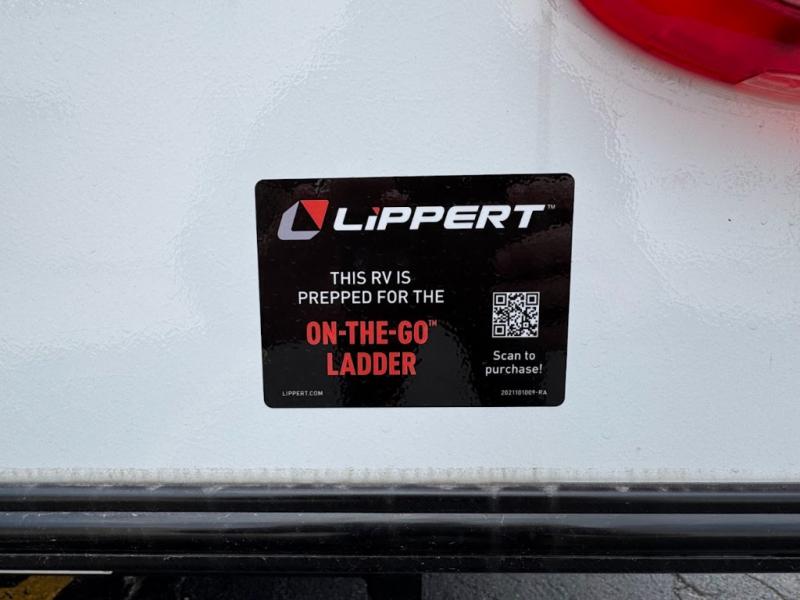 LiPPERT™
THIS RV IS
PREPPED FOR THE
ON-THE-GO™
LADDER
Scan to
purchase!
LIPPERT.COM
2021101009-RA